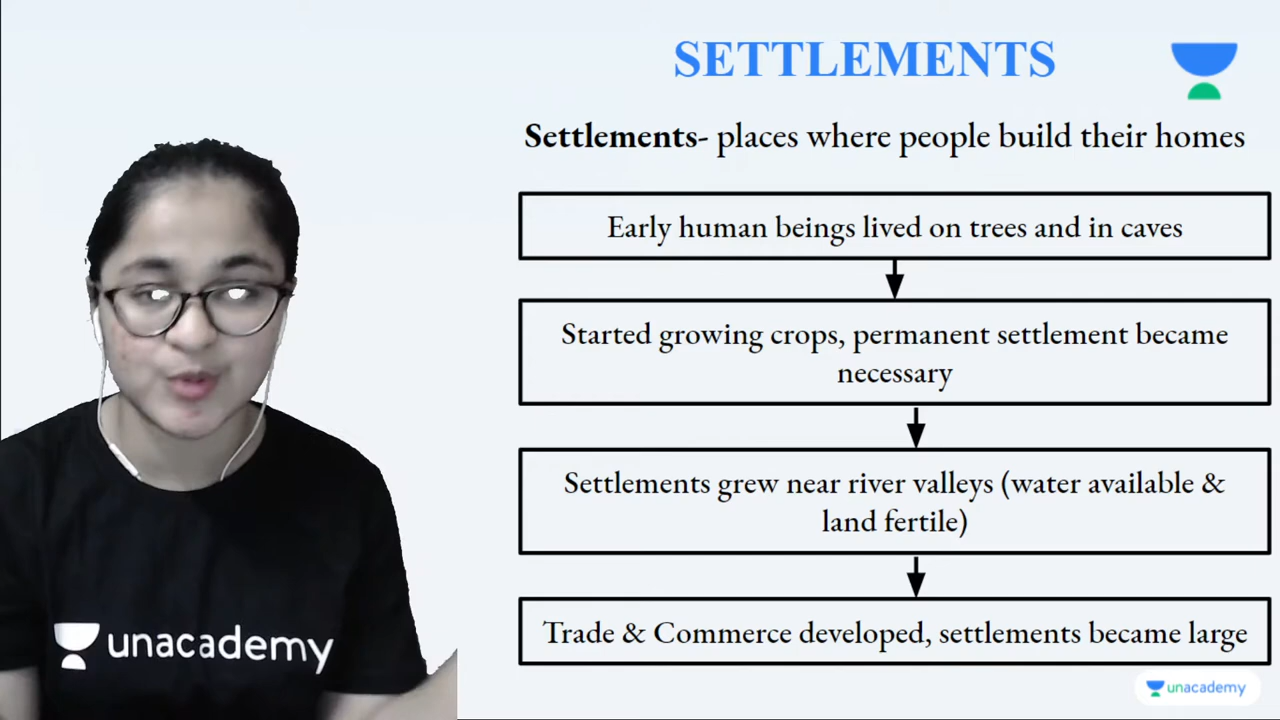 SETTLEMENTS
Settlements- places where people build their homes
Early human beings lived on trees and in caves
Started growing crops, permanent settlement became
necessary
Settlements grew near river valleys (water available &
land fertile)
Trade & Commerce developed, settlements became large
unacademy
unacademy